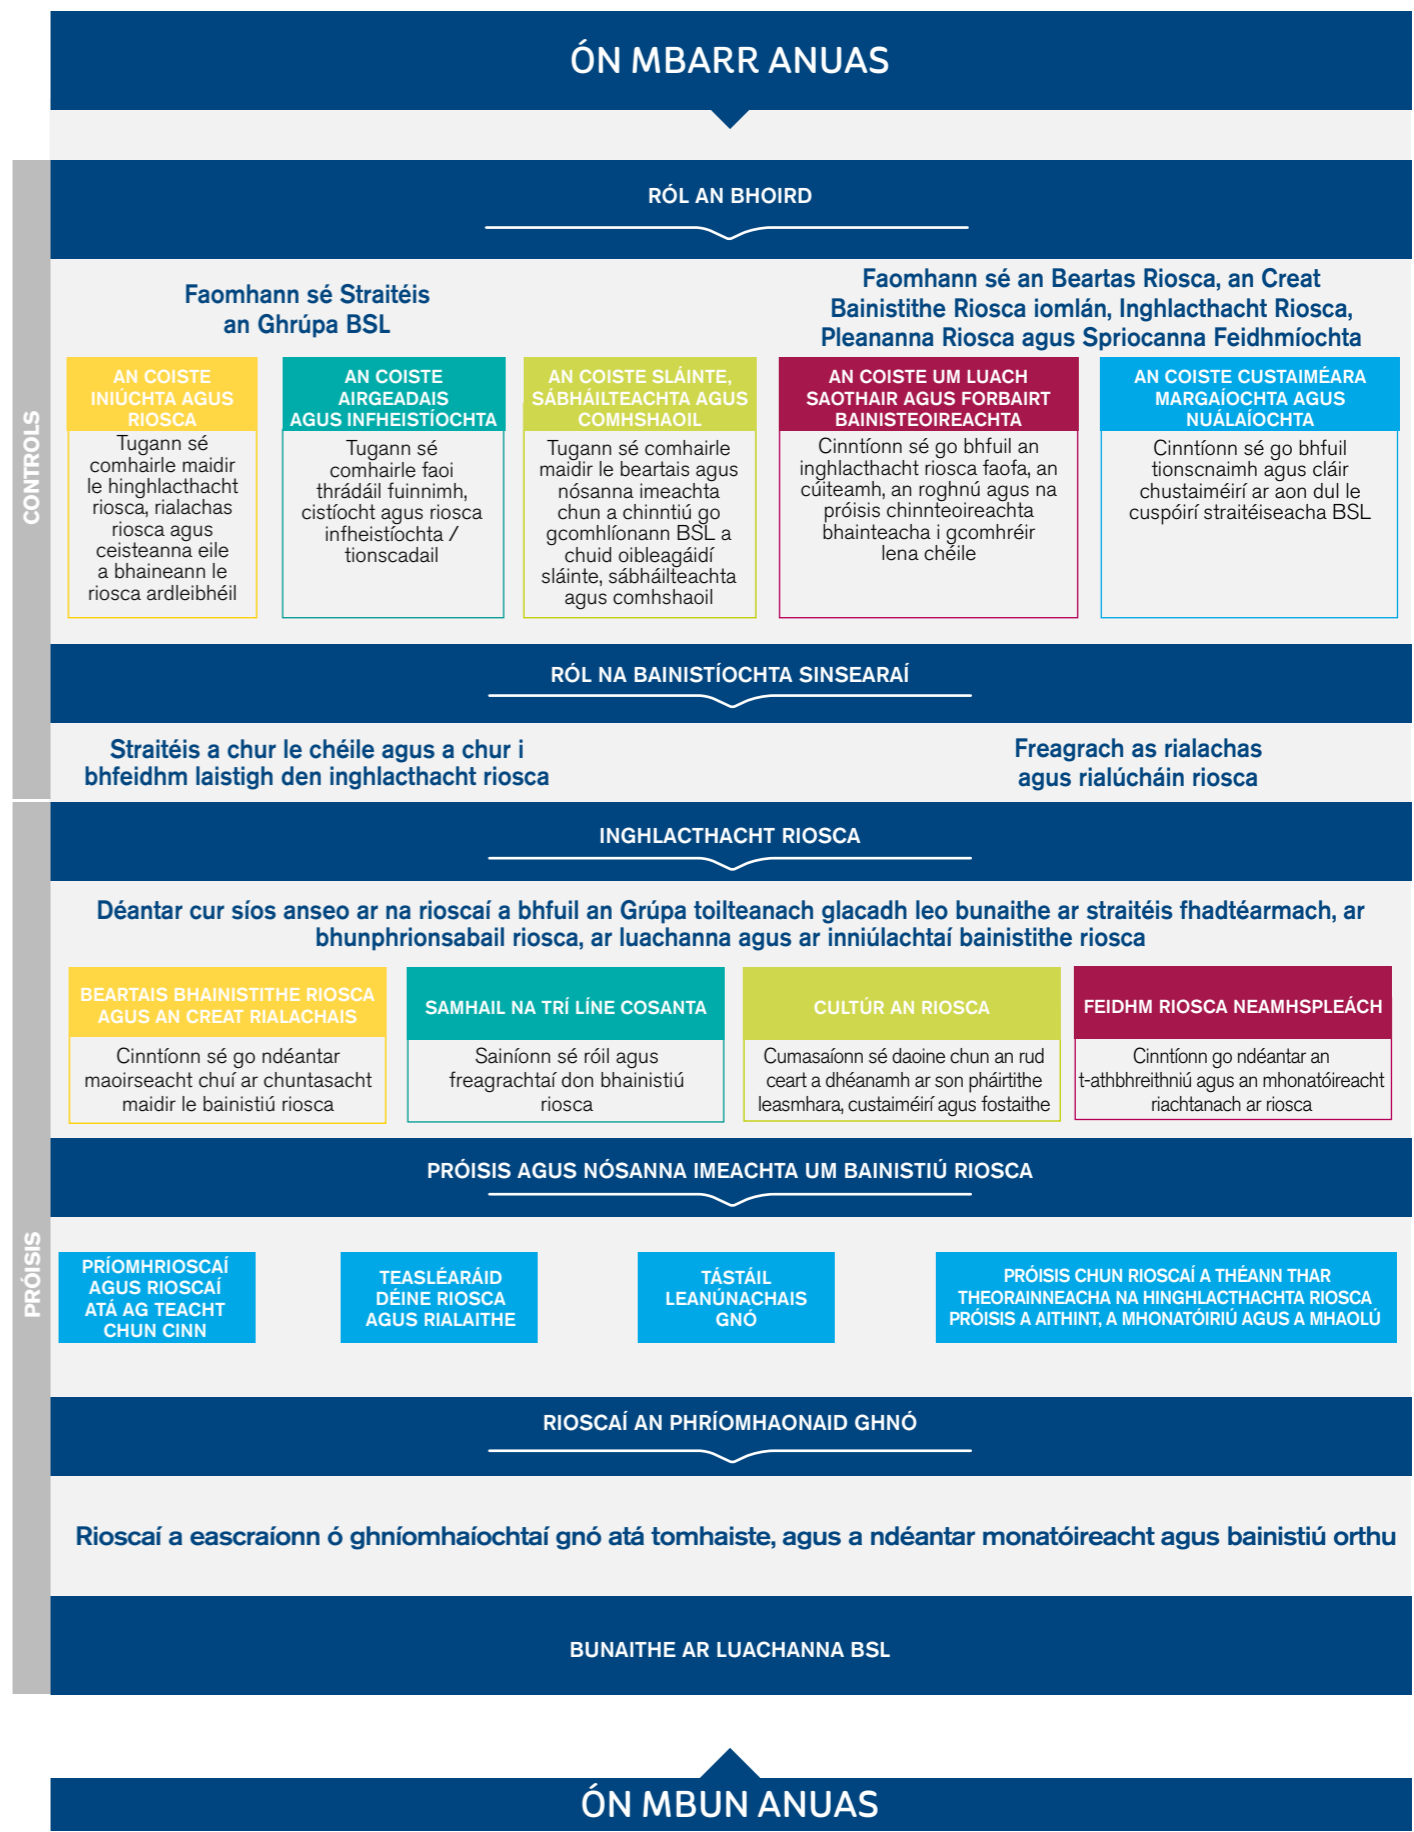 ÓN MBARR ANUAS
CONTROLS
RÓL AN BHOIRD
Faomhann sé Straitéis
an Ghrúpa BSL
Faomhann sé an Beartas Riosca, an Creat
Bainistithe Riosca iomlán, Inghlacthacht Riosca,
Pleananna Riosca agus Spriocanna Feidhmíochta
AN COISTE
INIÚCHTA AGUS
RIOSCA
Tugann sé
comhairle maidir
le hinghlacthacht
riosca, rialachas
riosca agus
ceisteanna eile
a bhaineann le
riosca ardleibhéil
AN COISTE
AIRGEADAIS
AGUS INFHEISTÍOCHTA
Tugann sé
comhairle faoi
thrádáil fuinnimh,
cistíocht agus riosca
infheistíochta /
tionscadail
AN COISTE SLÁINTE,
SÁBHÁILTEACHTA AGUS
COMHSHAOIL
Tugann sé comhairle
maidir le beartais agus
nósanna imeachta
chun a chinntiú go
gcomhlíonann BSL a
chuid oibleagáidí
sláinte, sábháilteachta
agus comhshaoil
AN COISTE UM LUACH
SAOTHAIR AGUS FORBAIRT
BAINISTEOIREACHTA
Cinntíonn sé go bhfuil an
inghlacthacht riosca faofa, an
cúiteamh, an roghnú agus na
próisis chinnteoireachta
bhainteacha i gcomhréir
lena chéile
AN COISTE CUSTAIMÉARA
MARGAÍOCHTA AGUS
NUÁLAÍOCHTA
Cinntíonn sé go bhfuil
tionscnaimh agus cláir
chustaiméirí ar aon dul le
cuspóirí straitéiseacha BSL
RÓL NA BAINISTÍOCHTA SINSEARAÍ
Straitéis a chur le chéile agus a chur i
bhfeidhm laistigh den inghlacthacht riosca
Freagrach as rialachas
agus rialúcháin riosca
PRÓISIS
INGHLACTHACHT RIOSCA
Déantar cur síos anseo ar na rioscaí a bhfuil an Grúpa toilteanach glacadh leo bunaithe ar straitéis fhadtéarmach, ar
bhunphrionsabail riosca, ar luachanna agus ar inniúlachtaí bainistithe riosca
BEARTAIS BHAINISTITHE RIOSCA
AGUS AN CREAT RIALACHAIS
Cinntíonn sé go ndéantar
maoirseacht chuí ar chuntasacht
maidir le bainistiú riosca
SAMHAIL NA TRÍ LÍNE COSANTA
Sainíonn sé róil agus
freagrachtaí don bhainistiú
riosca
CULTÚR AN RIOSCA
Cumasaíonn sé daoine chun an rud
ceart a dhéanamh ar son pháirtithe
leasmhara, custaiméirí agus fostaithe
FEIDHM RIOSCA NEAMHSPLEÁCH
Cinntíonn go ndéantar an
t-athbhreithniú agus an mhonatóireacht
riachtanach ar riosca
PRÓISIS AGUS NÓSANNA IMEACHTA UM BAINISTIÚ RIOSCA
PRÍOMHRIOSCAÍ
AGUS RIOSCAÍ
ATÁ AG TEACHT
CHUN CINN
TEASLÉARÁID
DÉINE RIOSCA
AGUS RIALAITHE
TÁSTÁIL
LEANÚNACHAIS
GNÓ
PRÓISIS CHUN RIOSCAÍ A THÉANN THAR
THEORAINNEACHA NA HINGHLACTHACHTA RIOSCA
PRÓISIS A AITHINT, A MHONATÓIRIÚ AGUS A MHAOLÚ
RIOSCAÍ AN PHRÍOMHAONAID GHNÓ
Rioscaí a eascraíonn ó ghníomhaíochtaí gnó atá tomhaiste, agus a ndéantar monatóireacht agus bainistiú orthu
BUNAITHE AR LUACHANNA BSL
ÓN MBUN ANUAS